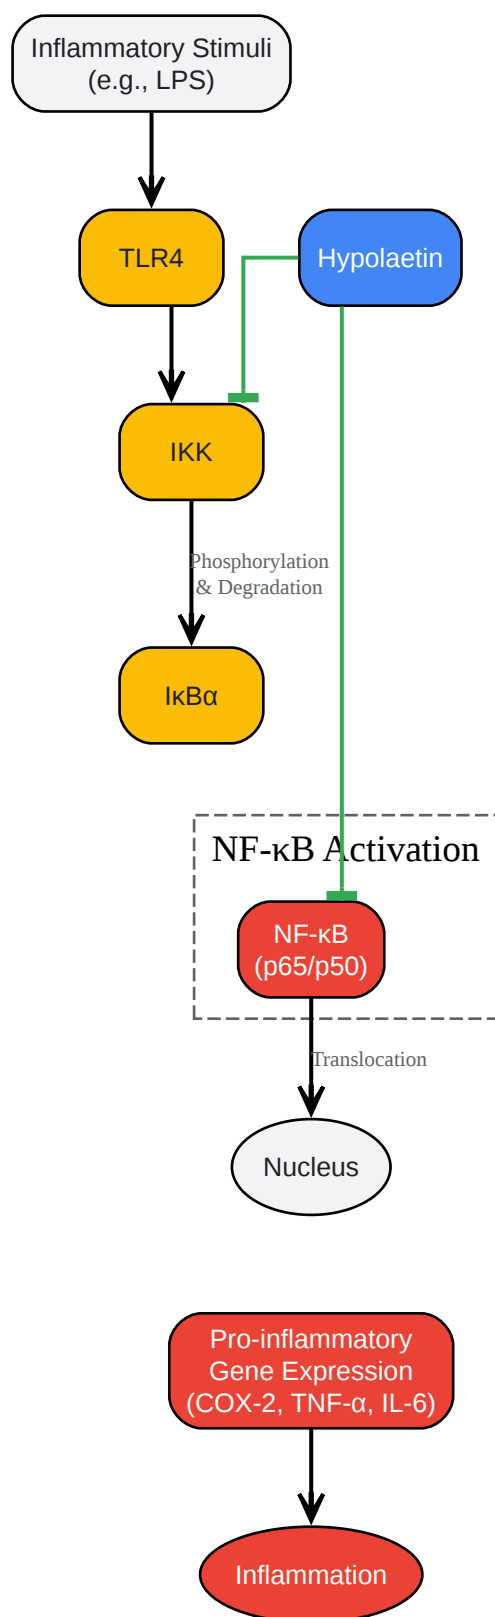 Inflammatory Stimuli
(e.g., LPS)
TLR4
Hypolaetin
IKK
Phosphorylation
& Degradation
IκBα
NF-κB Activation
NF-κB
(p65/p50)
Translocation
Nucleus
Pro-inflammatory
Gene Expression
(COX-2, TNF-α, IL-6)
Inflammation